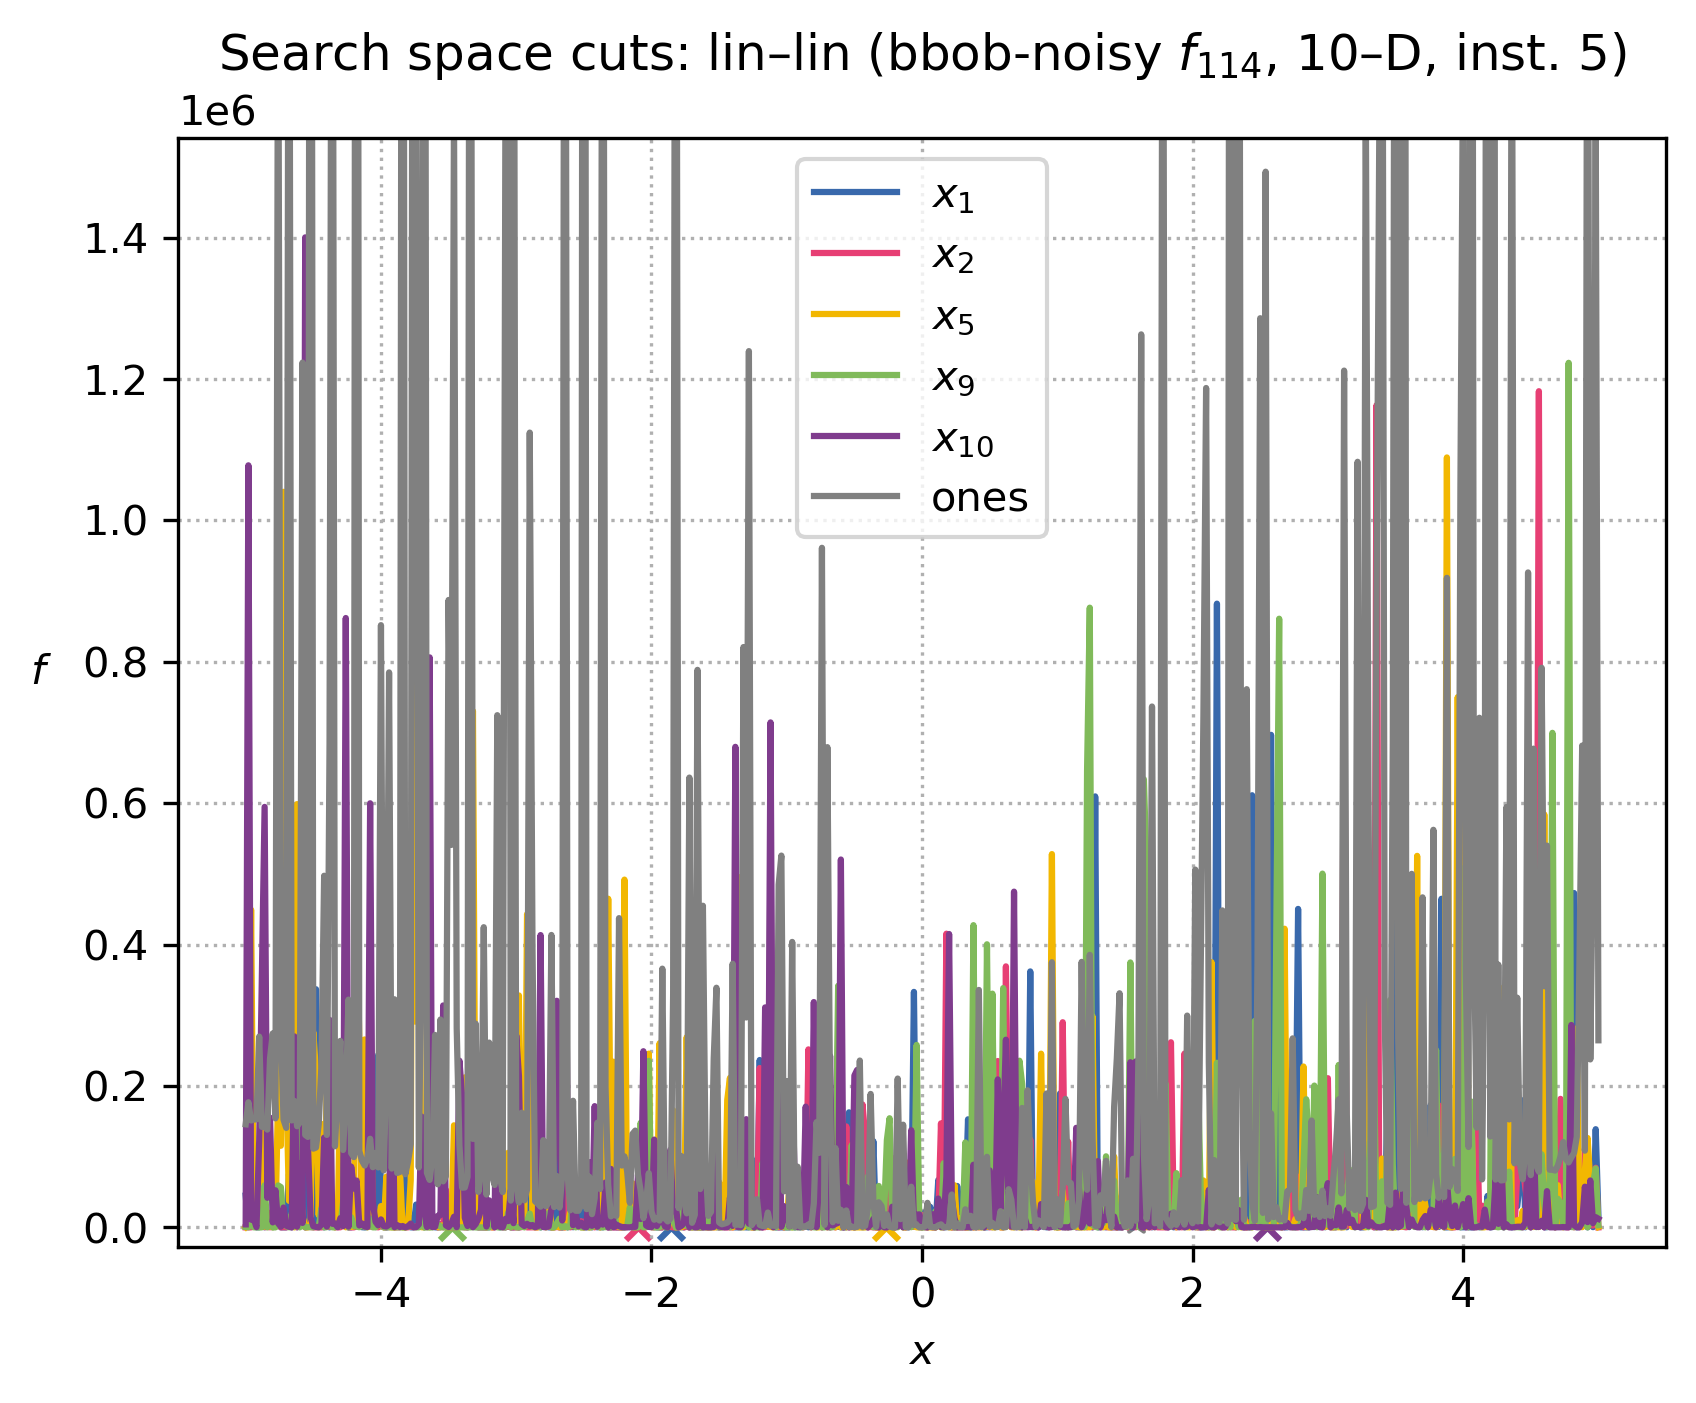 Search space cuts: lin–lin (bbob-noisy f₁₁₄, 10–D, inst. 5)
1e6
x₁
x₂
x₅
x₉
x₁₀
ones
1.4
1.2
1.0
0.8
0.6
0.4
0.2
0.0
f
−4
−2
0
2
4
x